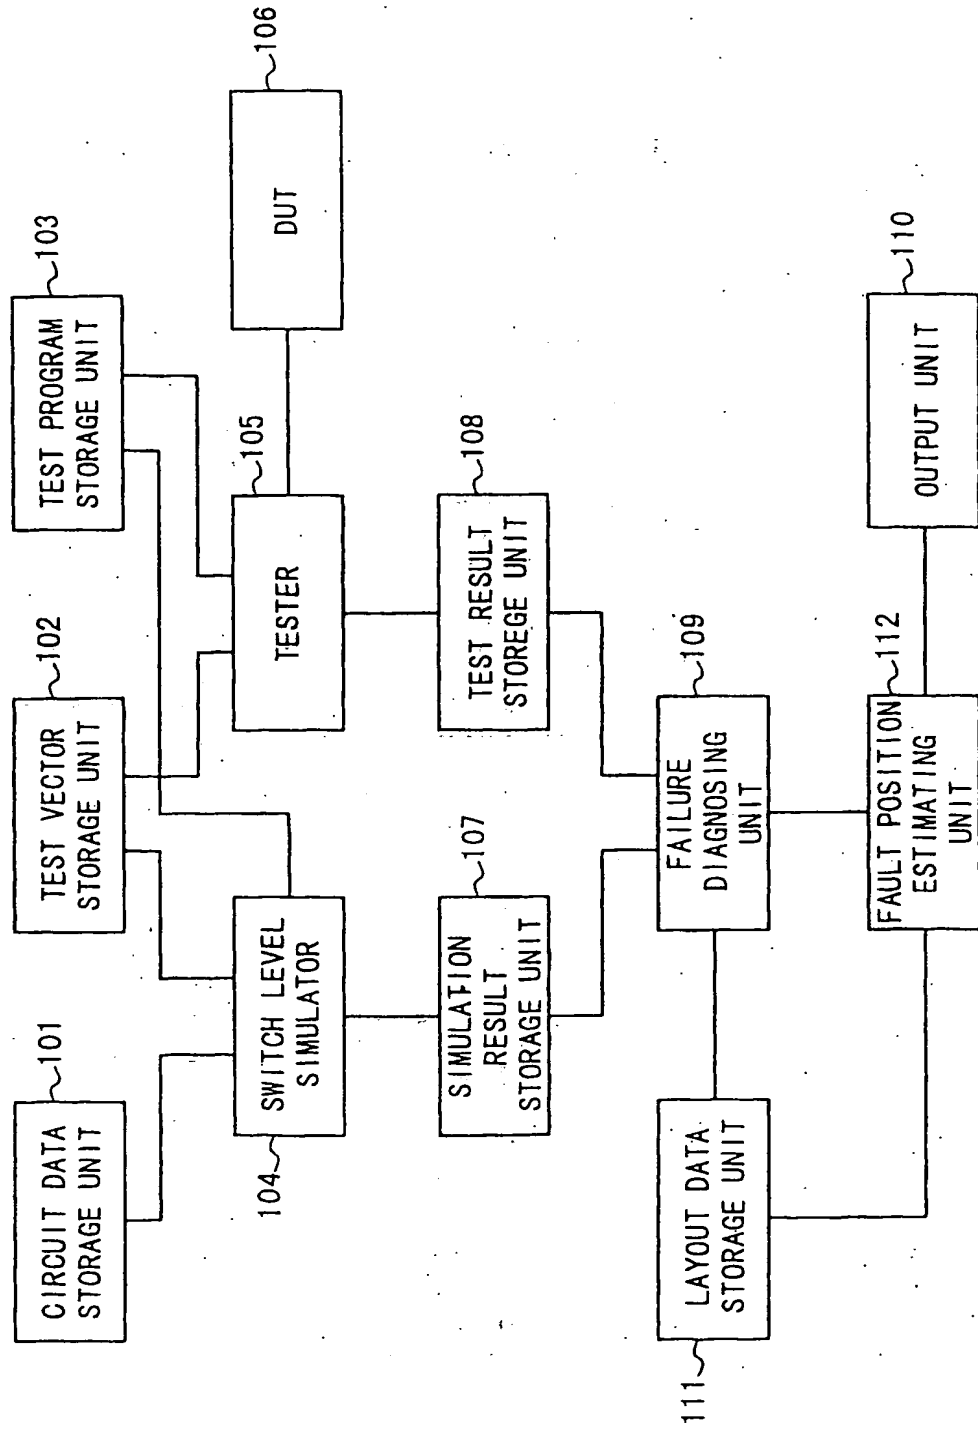 101
CIRCUIT DATA
STORAGE UNIT
102
TEST VECTOR
STORAGE UNIT
103
TEST PROGRAM
STORAGE UNIT
104
SWITCH LEVEL
SIMULATOR
105
TESTER
106
DUT
107
SIMULATION
RESULT
STORAGE UNIT
108
TEST RESULT
STOREGE UNIT
111
LAYOUT DATA
STORAGE UNIT
109
FAILURE
DIAGNOSING
UNIT
112
FAULT POSITION
ESTIMATING
UNIT
110
OUTPUT UNIT